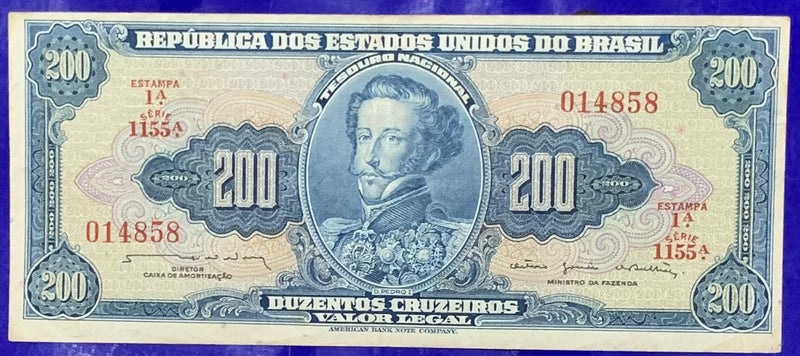 REPÚBLICA DOS ESTADOS UNIDOS DO BRASIL
TESOURO NACIONAL
200
200
ESTAMPA
1ª.
SÉRIE
1155ª.
014858
200
200
200
200
014858
ESTAMPA
1ª.
SÉRIE
1155ª.
DIRETOR
CAIXA DE AMORTIZAÇÃO
D. PEDRO I
MINISTRO DA FAZENDA
200
200
DUZENTOS CRUZEIROS
VALOR LEGAL
AMERICAN BANK NOTE COMPANY.